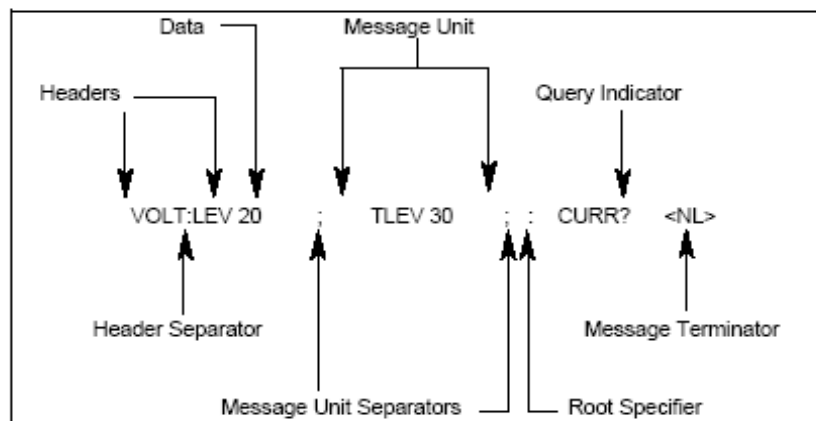 Data Message Unit
Headers Query Indicator
VOLT:LEV 20 ; TLEV 30 ; : CURR? <NL>
Header Separator Message Terminator
Message Unit Separators Root Specifier